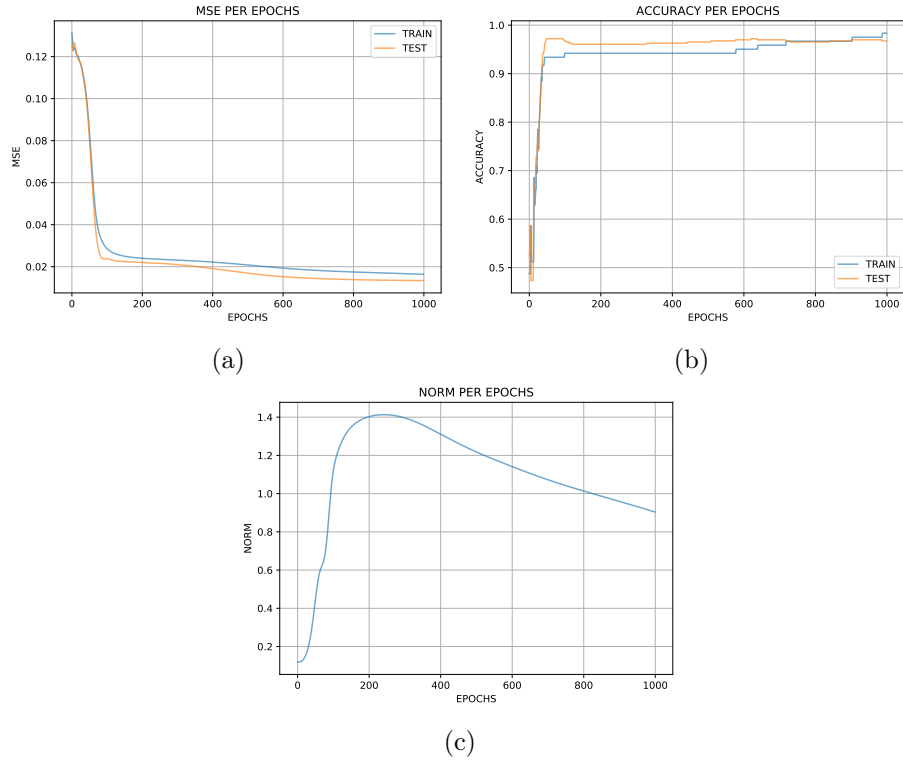 MSE PER EPOCHS
0.12
0.10
0.08
0.06
0.04
0.02
MSE
0 200 400 600 800 1000
EPOCHS
TRAIN
TEST
(a)
ACCURACY PER EPOCHS
1.0
0.9
0.8
0.7
0.6
0.5
ACCURACY
0 200 400 600 800 1000
EPOCHS
TRAIN
TEST
(b)
NORM PER EPOCHS
1.4
1.2
1.0
0.8
0.6
0.4
0.2
NORM
0 200 400 600 800 1000
EPOCHS
(c)